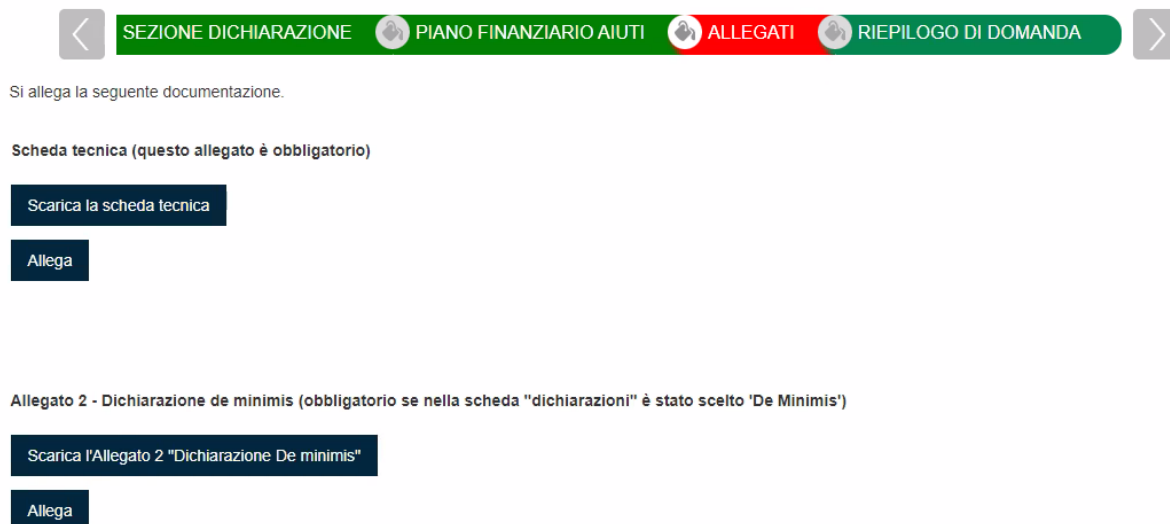 SEZIONE DICHIARAZIONE PIANO FINANZIARIO AIUTI ALLEGATI RIEPILOGO DI DOMANDA
Si allega la seguente documentazione.
Scheda tecnica (questo allegato è obbligatorio)
Scarica la scheda tecnica
Allega
Allegato 2 - Dichiarazione de minimis (obbligatorio se nella scheda "dichiarazioni" è stato scelto 'De Minimis')
Scarica l'Allegato 2 "Dichiarazione De minimis"
Allega